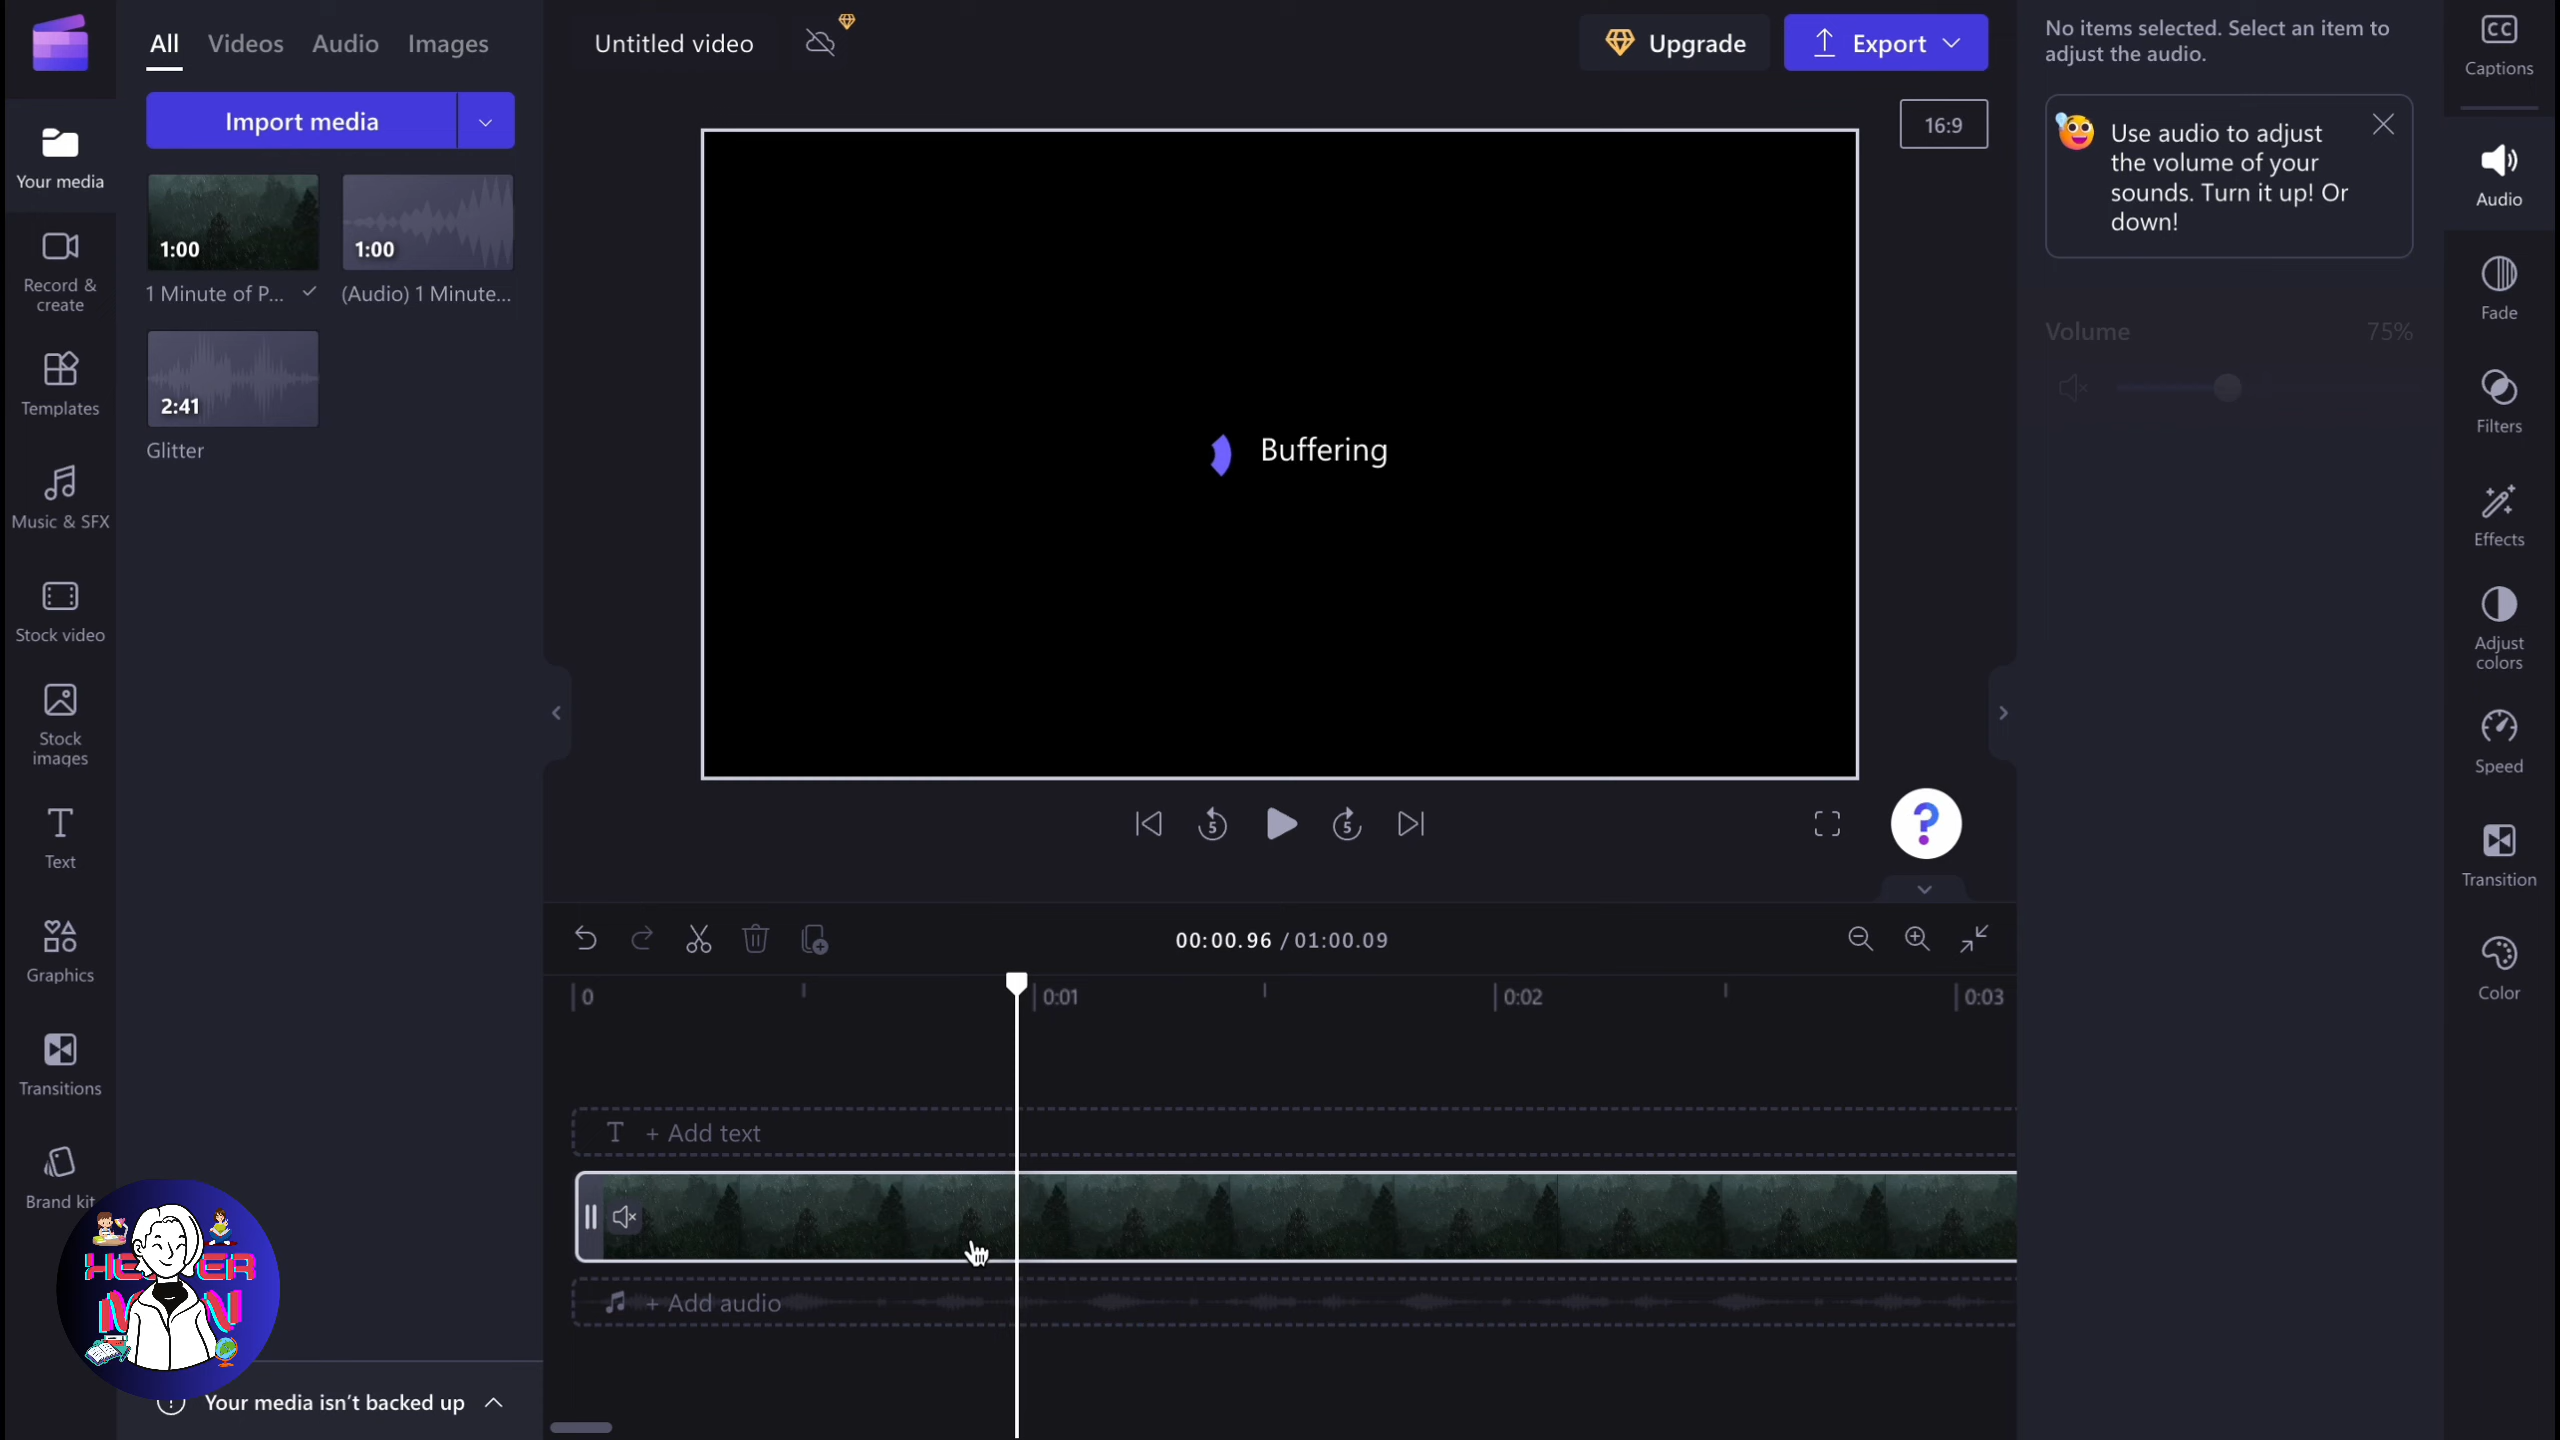 All Videos Audio Images
Import media
1:00
1:00
1 Minute of P...
(Audio) 1 Minute...
2:41
Glitter
Your media
Record &
create
Templates
Music & SFX
Stock video
Stock
images
Text
Graphics
Transitions
Brand kit
Your media isn't backed up
Untitled video
Upgrade
Export
16:9
Buffering
5
5
?
00:00.96 / 01:00.09
0
0:01
0:02
0:03
T + Add text
+ Add audio
No items selected. Select an item to
adjust the audio.
Use audio to adjust
the volume of your
sounds. Turn it up! Or
down!
Volume 75%
CC
Captions
Audio
Fade
Filters
Effects
Adjust
colors
Speed
Transition
Color